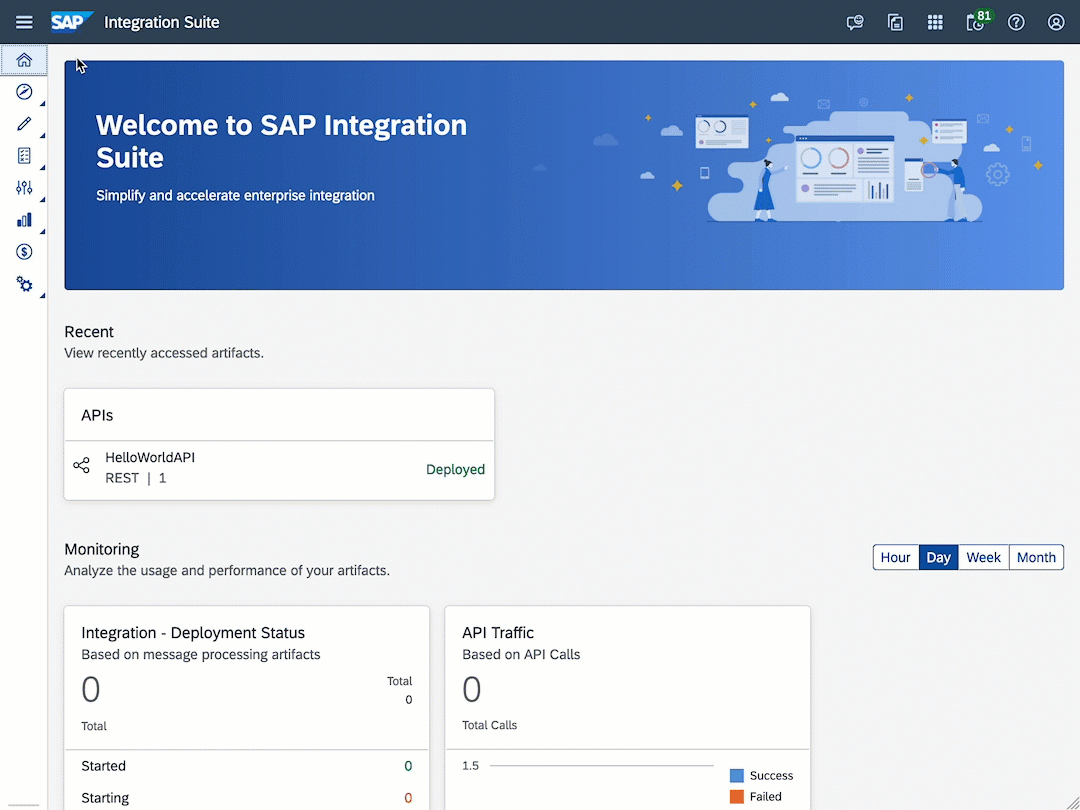 SAP Integration Suite
81
Welcome to SAP Integration
Suite
Simplify and accelerate enterprise integration
Recent
View recently accessed artifacts.
APIs
HelloWorldAPI
REST | 1
Deployed
Monitoring
Analyze the usage and performance of your artifacts.
Hour Day Week Month
Integration - Deployment Status
Based on message processing artifacts
0
Total
0
Total
Started 0
Starting 0
API Traffic
Based on API Calls
0
Total Calls
1.5
Success
Failed